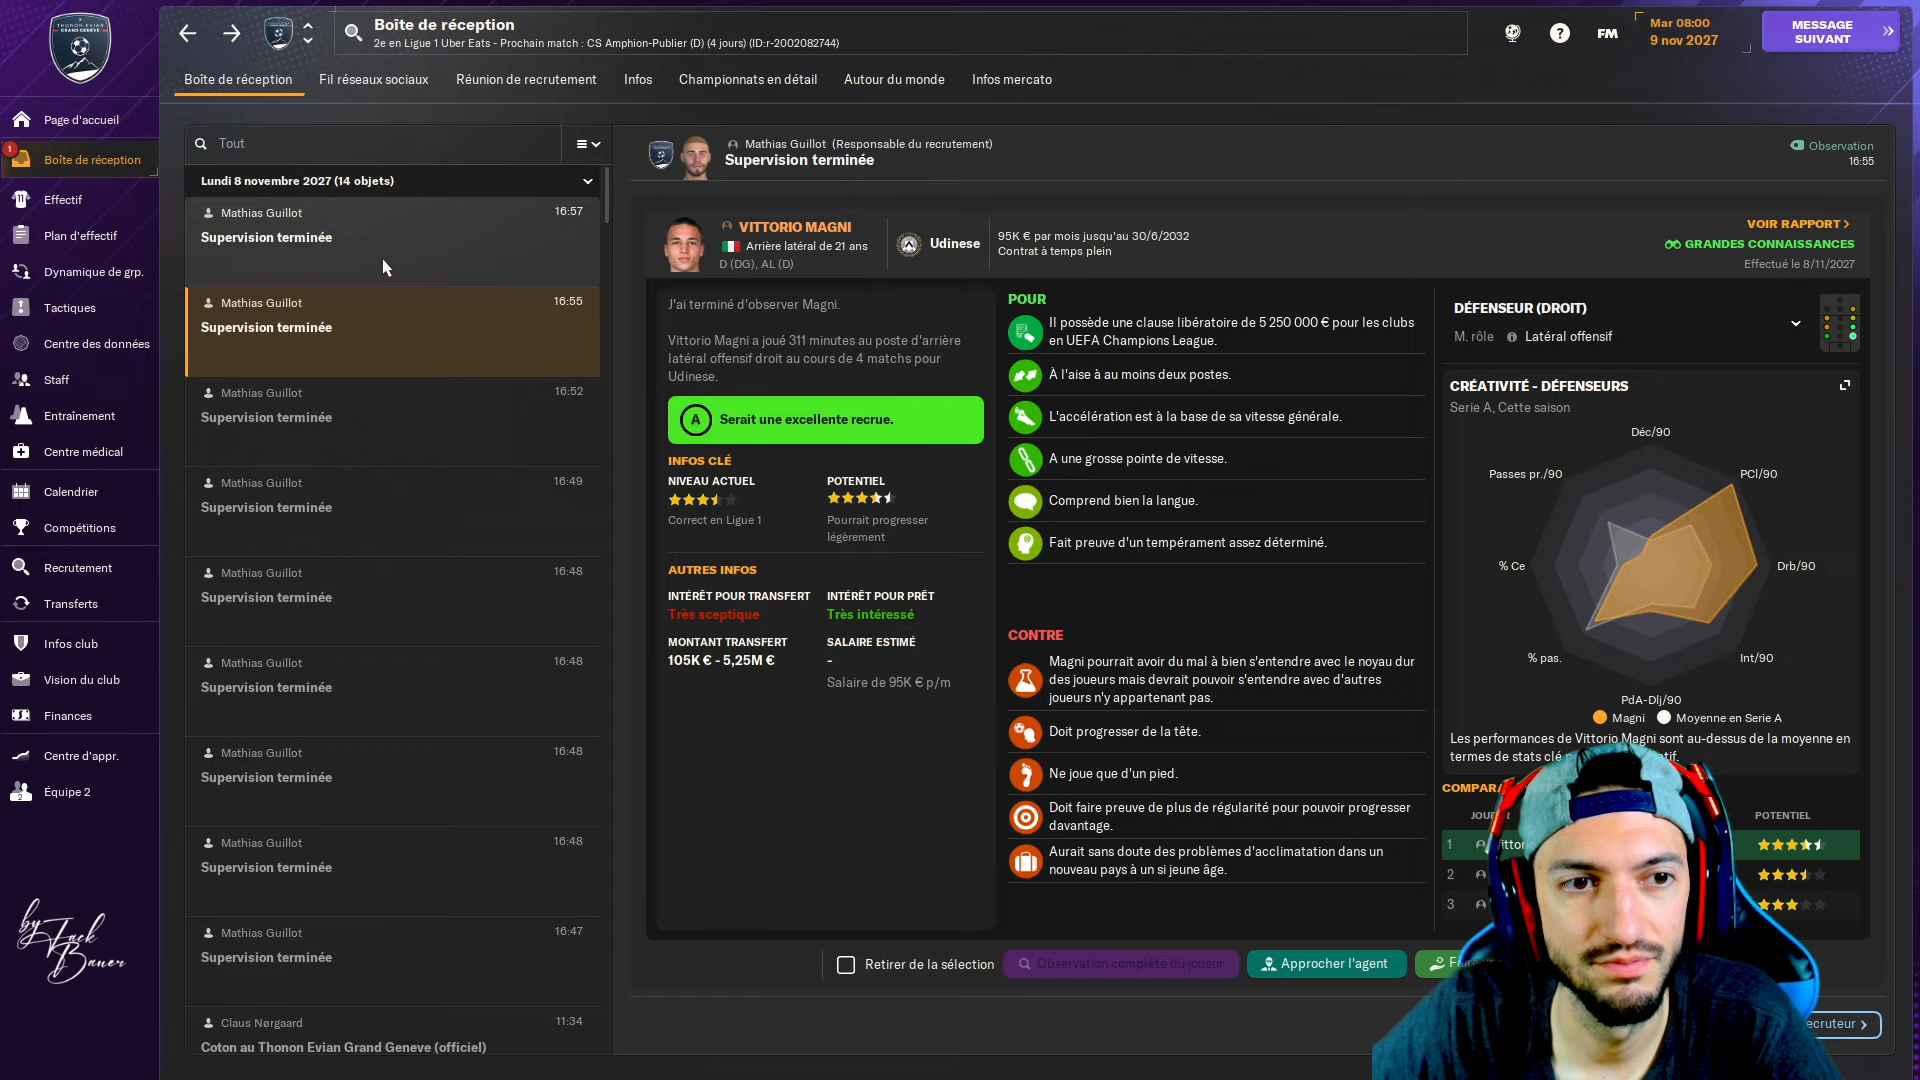 THONON EVIAN
GRAND GENEVE
Boîte de réception
2e en Ligue 1 Uber Eats - Prochain match : CS Amphion-Publier (D) (4 jours) (ID:r-2002082744)
FM
Mar 08:00
9 nov 2027
MESSAGE
SUIVANT
Boîte de réception
Fil réseaux sociaux
Réunion de recrutement
Infos
Championnats en détail
Autour du monde
Infos mercato
Page d'accueil
1
Boîte de réception
Effectif
Plan d'effectif
Dynamique de grp.
Tactiques
Centre des données
Staff
Entraînement
Centre médical
Calendrier
Compétitions
Recrutement
Transferts
Infos club
Vision du club
Finances
Centre d'appr.
2
Équipe 2
by Jack
Bauer
Tout
Lundi 8 novembre 2027 (14 objets)
Mathias Guillot
16:57
Supervision terminée
Mathias Guillot
16:55
Supervision terminée
Mathias Guillot
16:52
Supervision terminée
Mathias Guillot
16:49
Supervision terminée
Mathias Guillot
16:48
Supervision terminée
Mathias Guillot
16:48
Supervision terminée
Mathias Guillot
16:48
Supervision terminée
Mathias Guillot
16:48
Supervision terminée
Mathias Guillot
16:47
Supervision terminée
Claus Nørgaard
11:34
Coton au Thonon Evian Grand Geneve (officiel)
Mathias Guillot (Responsable du recrutement)
Supervision terminée
Observation
16:55
VITTORIO MAGNI
Arrière latéral de 21 ans
D (DG), AL (D)
Udinese
95K € par mois jusqu'au 30/6/2032
Contrat à temps plein
VOIR RAPPORT >
GRANDES CONNAISSANCES
Effectué le 8/11/2027
J'ai terminé d'observer Magni.
Vittorio Magni a joué 311 minutes au poste d'arrière
latéral offensif droit au cours de 4 matchs pour
Udinese.
A
Serait une excellente recrue.
INFOS CLÉ
NIVEAU ACTUEL
POTENTIEL
Correct en Ligue 1
Pourrait progresser
légèrement
AUTRES INFOS
INTÉRÊT POUR TRANSFERT
INTÉRÊT POUR PRÊT
Très sceptique
Très intéressé
MONTANT TRANSFERT
SALAIRE ESTIMÉ
105K € - 5,25M €
-
Salaire de 95K € p/m
POUR
Il possède une clause libératoire de 5 250 000 € pour les clubs
en UEFA Champions League.
À l'aise à au moins deux postes.
L'accélération est à la base de sa vitesse générale.
A une grosse pointe de vitesse.
Comprend bien la langue.
Fait preuve d'un tempérament assez déterminé.
CONTRE
Magni pourrait avoir du mal à bien s'entendre avec le noyau dur
des joueurs mais devrait pouvoir s'entendre avec d'autres
joueurs n'y appartenant pas.
Doit progresser de la tête.
Ne joue que d'un pied.
Doit faire preuve de plus de régularité pour pouvoir progresser
davantage.
Aurait sans doute des problèmes d'acclimatation dans un
nouveau pays à un si jeune âge.
DÉFENSEUR (DROIT)
M. rôle
Latéral offensif
CRÉATIVITÉ - DÉFENSEURS
Serie A, Cette saison
Déc/90
Passes pr./90
PCl/90
% Ce
Drb/90
% pas.
Int/90
PdA-Dlj/90
Magni
Moyenne en Serie A
Les performances de Vittorio Magni sont au-dessus de la moyenne en
termes de stats clé
POTENTIEL
1
2
3
Retirer de la sélection
Observation complète du joueur
Approcher l'agent